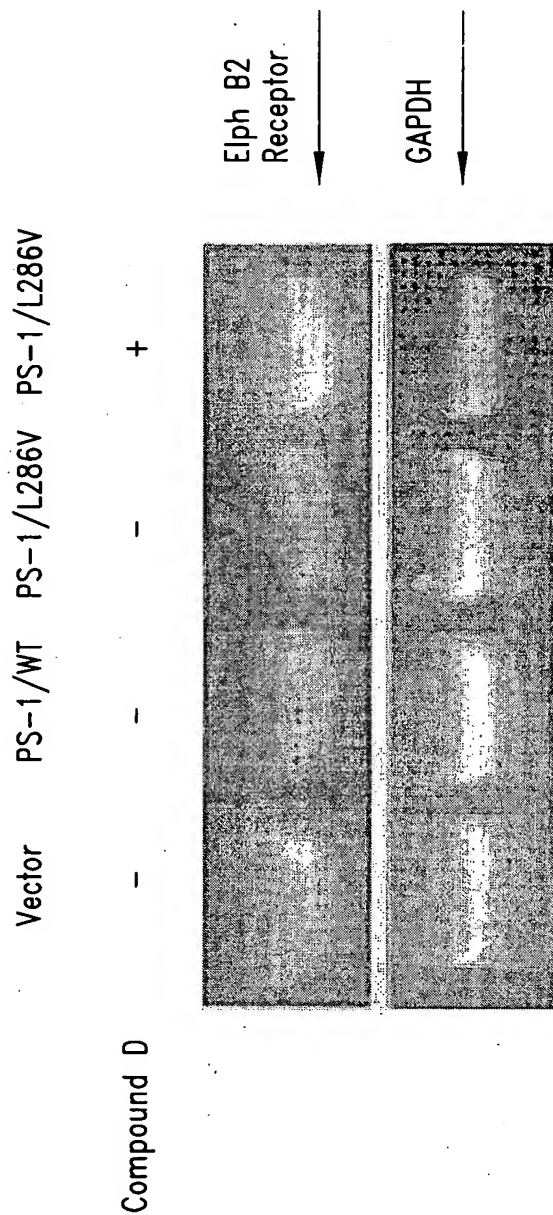 Vector PS-1/WT PS-1/L286V PS-1/L286V
Compound D - - - +
Elph B2
Receptor
GAPDH